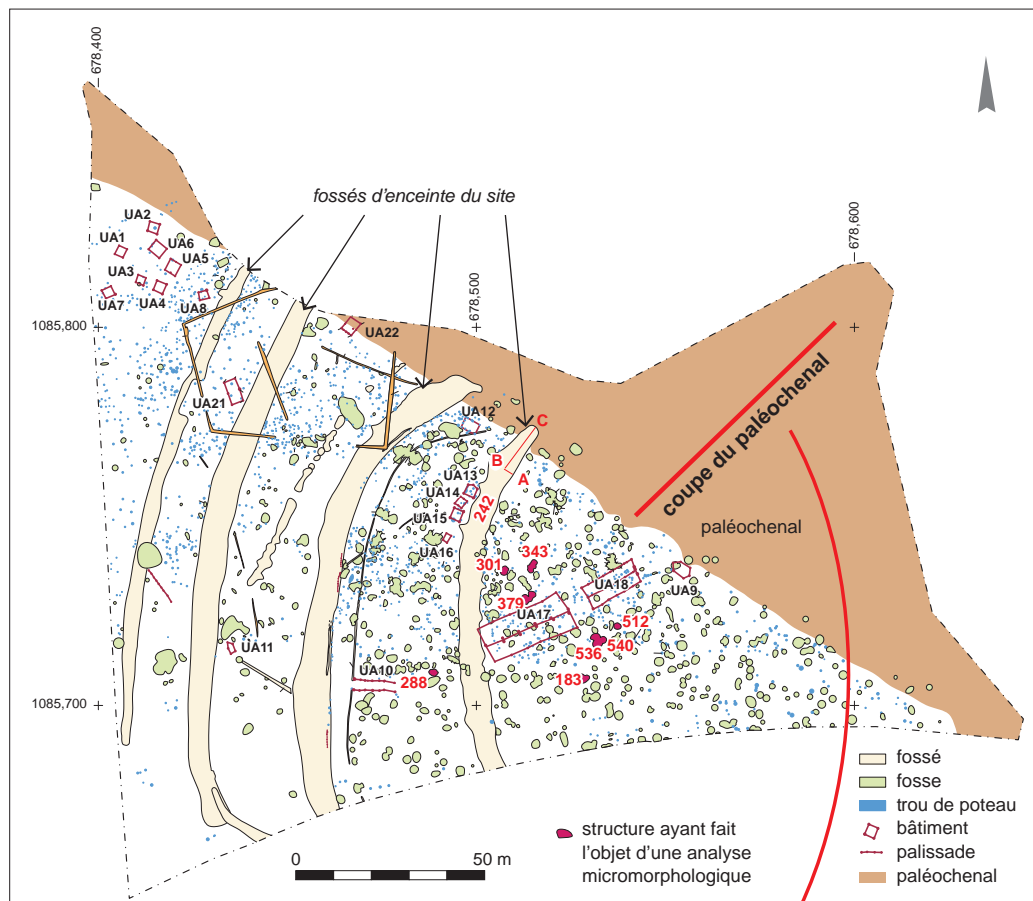 678,400
fossés d'enceinte du site
678,600
UA2
UA1
UA6
UA5
UA3
UA4
UA7
UA8
678,500
1085,800
UA22
UA21
UA12
C
B
A
UA13
UA14
242
UA15
UA16
coupe du paléochenal
paléochenal
301
343
UA18
UA9
379
UA17
512
540
536
UA11
UA10
288
183
1085,700
fossé
fosse
trou de poteau
bâtiment
palissade
paléochenal
structure ayant fait
l'objet d'une analyse
micromorphologique
0
50 m